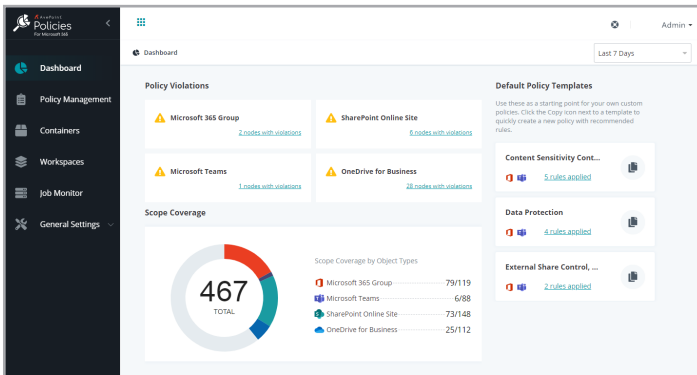 AvePoint
Policies
For Microsoft 365
Admin
Dashboard
Last 7 Days
Dashboard
Policy Management
Containers
Workspaces
Job Monitor
General Settings
Policy Violations
Microsoft 365 Group
2 nodes with violations
SharePoint Online Site
6 nodes with violations
Microsoft Teams
1 nodes with violations
OneDrive for Business
28 nodes with violations
Scope Coverage
467
TOTAL
Scope Coverage by Object Types
Microsoft 365 Group 79/119
Microsoft Teams 6/88
SharePoint Online Site 73/148
OneDrive for Business 25/112
Default Policy Templates
Use these as a starting point for your own custom
policies. Click the Copy icon next to a template to
quickly create a new policy with recommended
rules.
Content Sensitivity Cont...
5 rules applied
Data Protection
4 rules applied
External Share Control, ...
2 rules applied